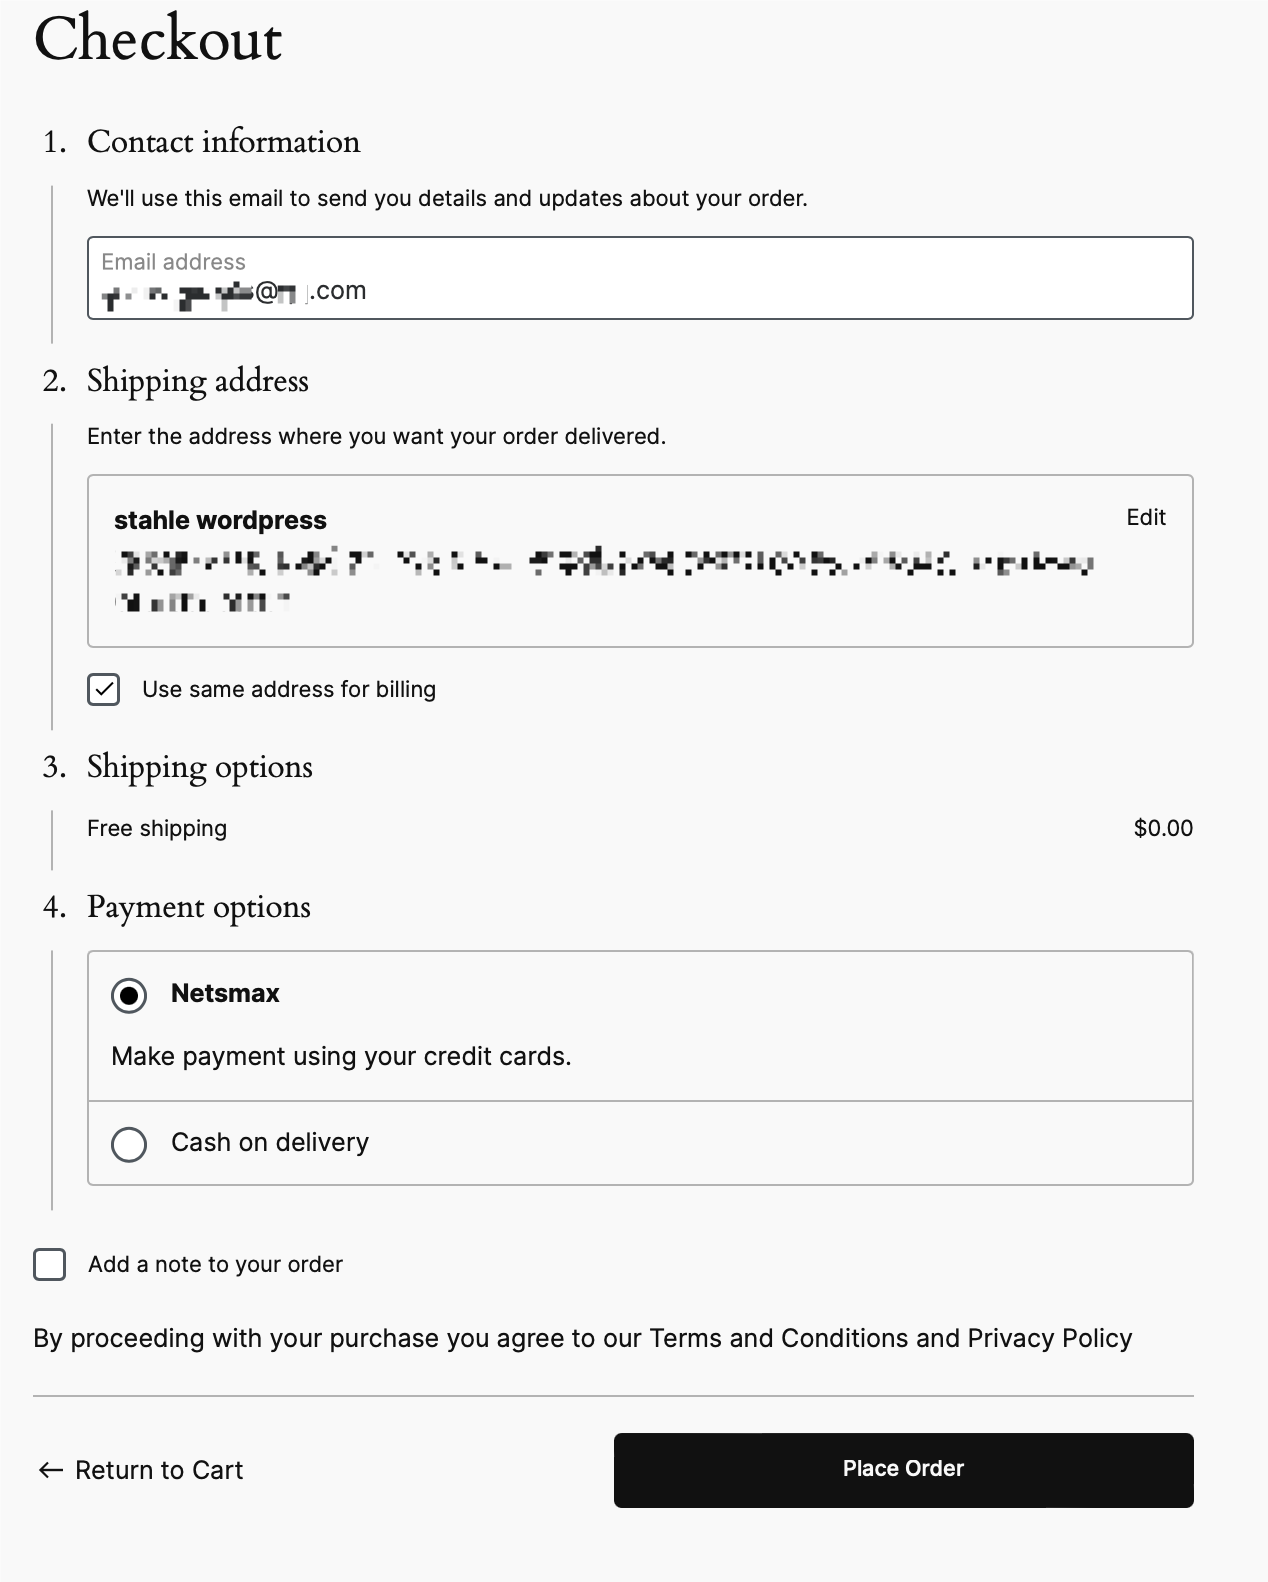 Checkout
1. Contact information
We'll use this email to send you details and updates about your order.
Email address
@ .com
2. Shipping address
Enter the address where you want your order delivered.
stahle wordpress
Edit
Use same address for billing
3. Shipping options
Free shipping $0.00
4. Payment options
Netsmax
Make payment using your credit cards.
Cash on delivery
Add a note to your order
By proceeding with your purchase you agree to our Terms and Conditions and Privacy Policy
← Return to Cart
Place Order